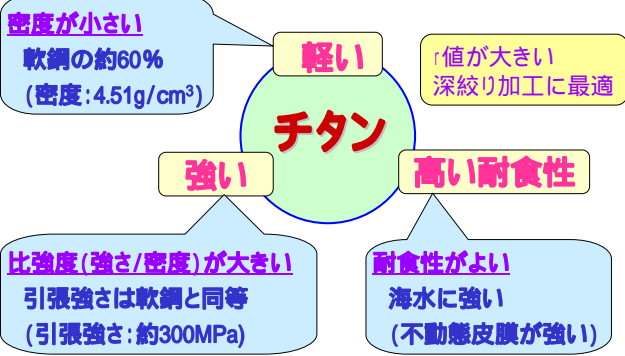 密度が小さい
軟鋼の約60%
(密度:4.51g/cm³)
軽い
r値が大きい
深絞り加工に最適
チタン
強い
高い耐食性
比強度(強さ/密度)が大きい
引張強さは軟鋼と同等
(引張強さ:約300MPa)
耐食性がよい
海水に強い
(不動態皮膜が強い)